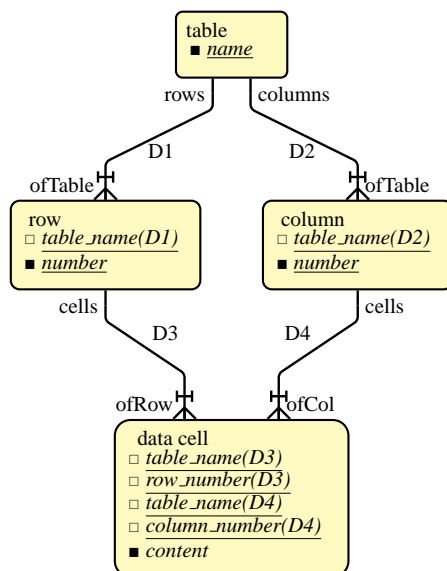 table
■ name
rows columns
D1 D2
ofTable ofTable
row
□ table_name(D1)
■ number
column
□ table_name(D2)
■ number
cells cells
D3 D4
ofRow ofCol
data cell
□ table_name(D3)
□ row_number(D3)
□ table_name(D4)
□ column_number(D4)
■ content